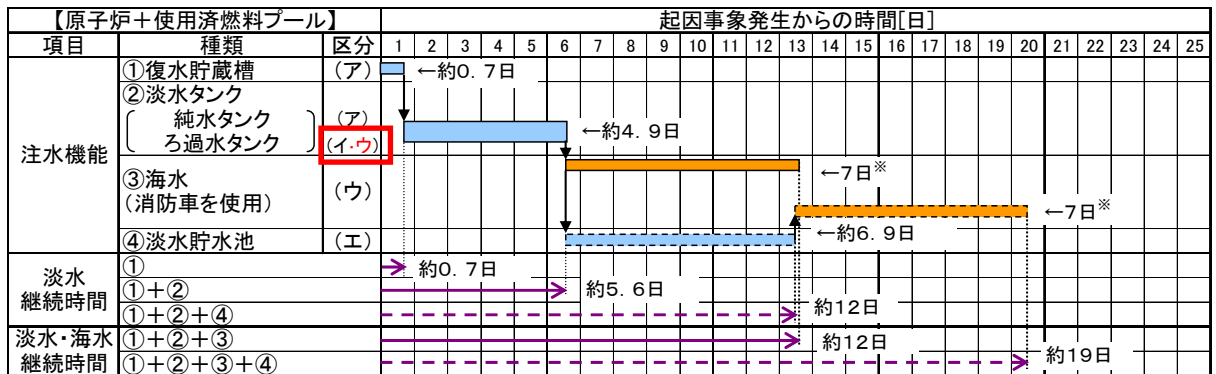 【原子炉＋使用済燃料プール】 起因事象発生からの時間[日]
項目 種類 区分 1 2 3 4 5 6 7 8 9 10 11 12 13 14 15 16 17 18 19 20 21 22 23 24 25
注水機能
①復水貯蔵槽 (ア) ←約0．7日
②淡水タンク
純水タンク (ア)
ろ過水タンク (イ・ウ)
←約4．9日
③海水
(消防車を使用) (ウ)
←7日※
←7日※
④淡水貯水池 (エ) ←約6．9日
淡水
継続時間
① 約0．7日
①＋② 約5．6日
①＋②＋④ 約12日
淡水・海水
継続時間
①＋②＋③ 約12日
①＋②＋③＋④ 約19日